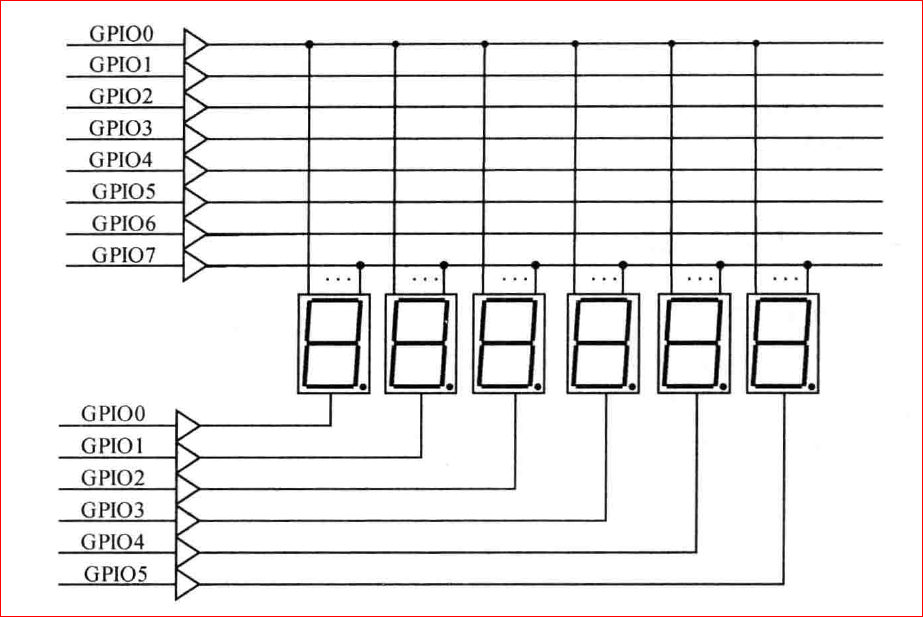 GPIO0
GPIO1
GPIO2
GPIO3
GPIO4
GPIO5
GPIO6
GPIO7
... ... ... ... ... ...
GPIO0
GPIO1
GPIO2
GPIO3
GPIO4
GPIO5